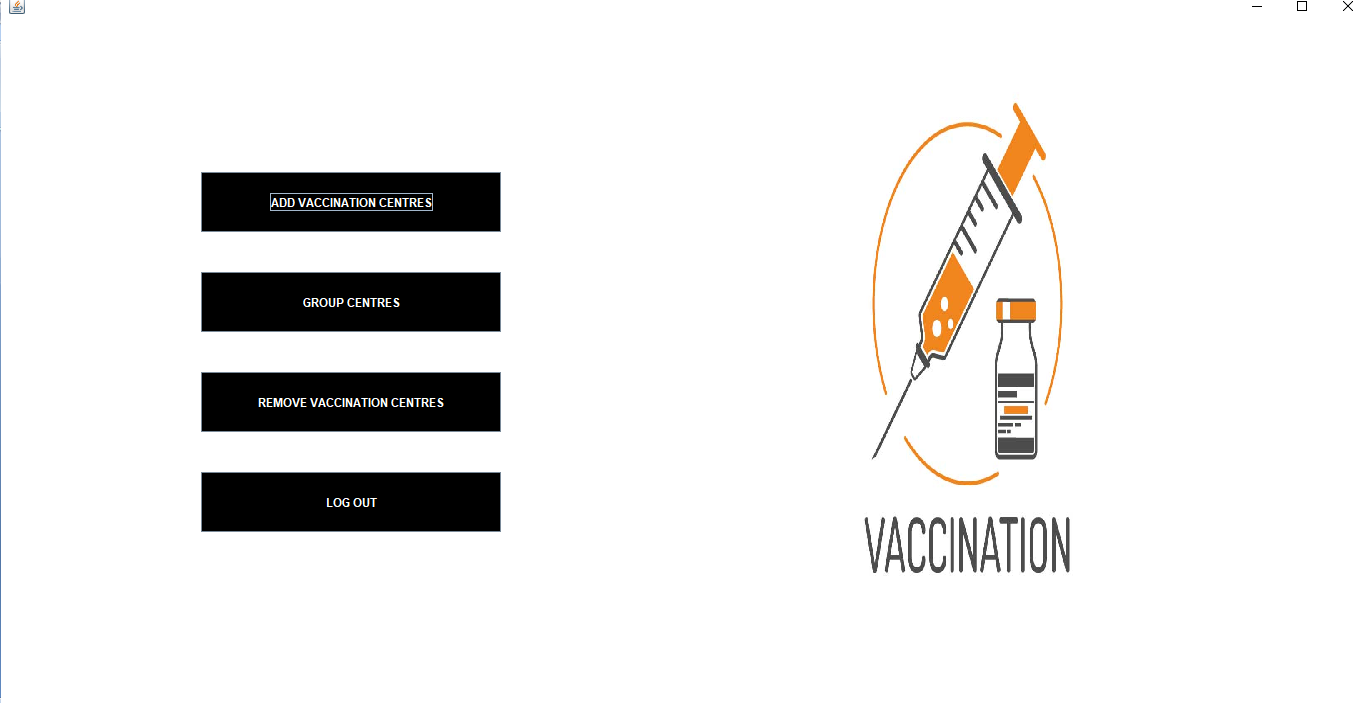 ADD VACCINATION CENTRES
GROUP CENTRES
REMOVE VACCINATION CENTRES
LOG OUT
VACCINATION